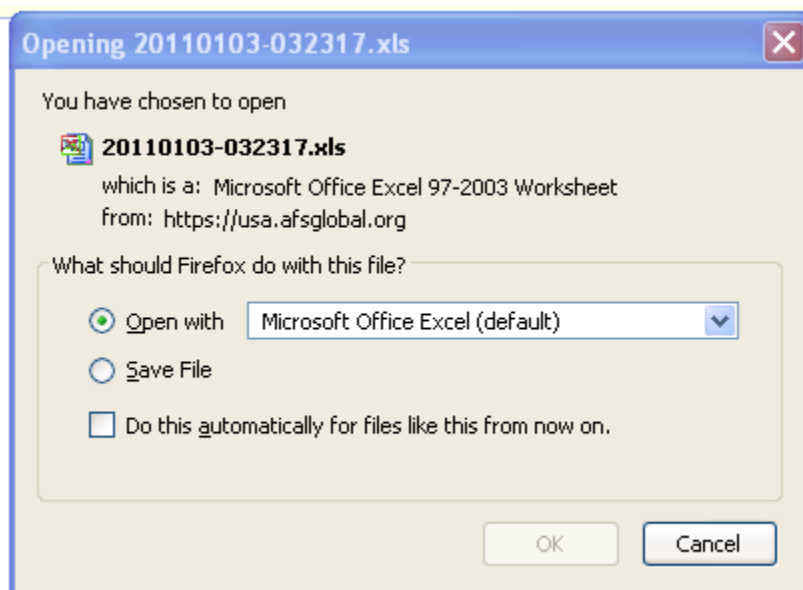 Opening 20110103-032317.xls
You have chosen to open
20110103-032317.xls
which is a: Microsoft Office Excel 97-2003 Worksheet
from: https://usa.afsglobal.org
What should Firefox do with this file?
Open with Microsoft Office Excel (default)
Save File
Do this automatically for files like this from now on.
OK Cancel